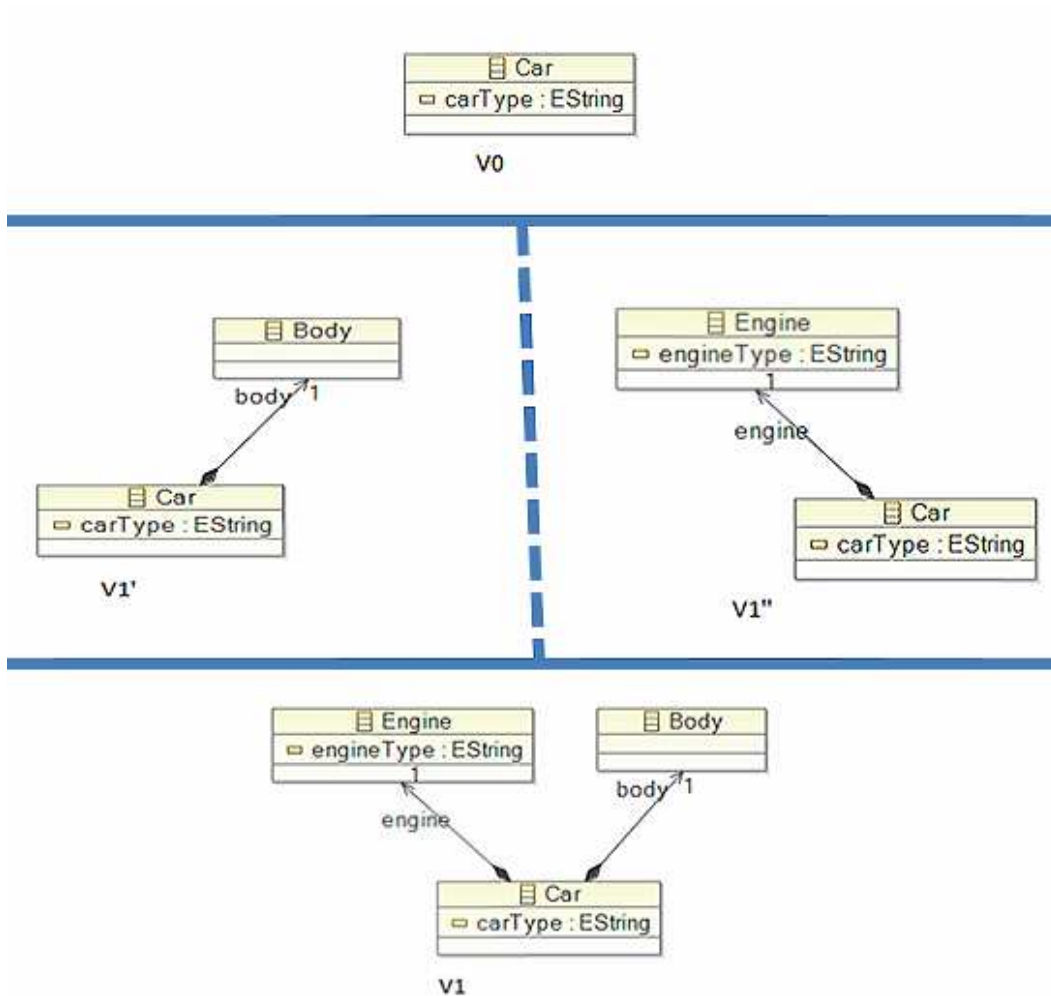 Car
carType : EString
V0
Body
body 1
Car
carType : EString
V1'
Engine
engineType : EString
1
engine
Car
carType : EString
V1"
Engine
engineType : EString
1
engine
Body
body 1
Car
carType : EString
V1